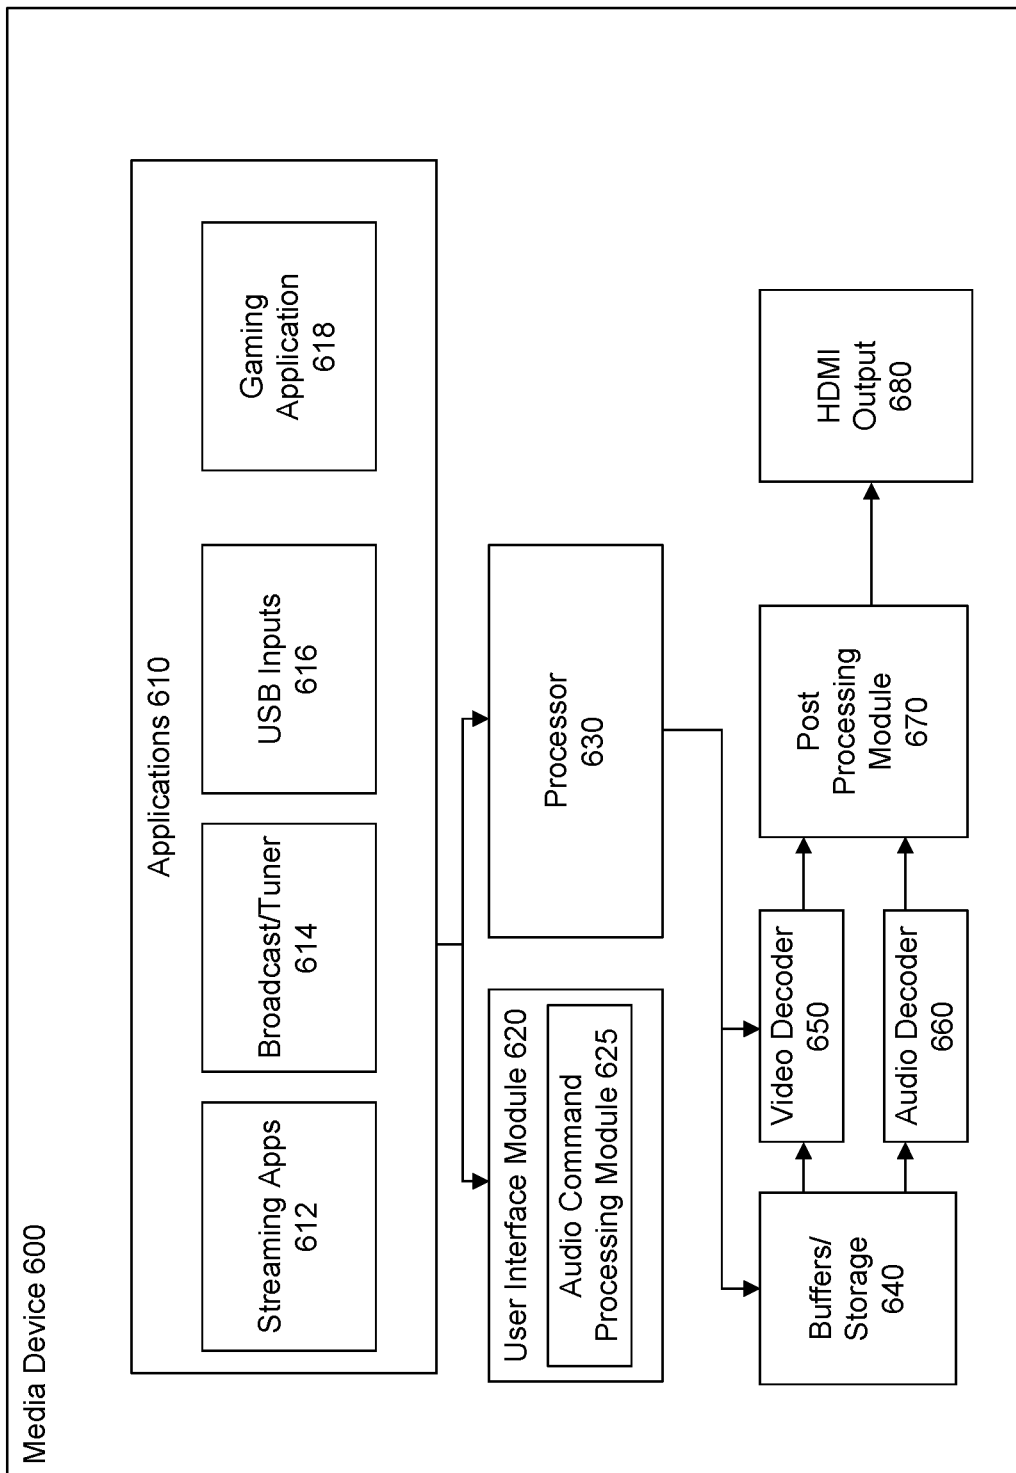 Media Device 600
Applications 610
Streaming Apps
612
Broadcast/Tuner
614
USB Inputs
616
Gaming
Application
618
User Interface Module 620
Audio Command
Processing Module 625
Processor
630
Buffers/
Storage
640
Video Decoder
650
Audio Decoder
660
Post
Processing
Module
670
HDMI
Output
680